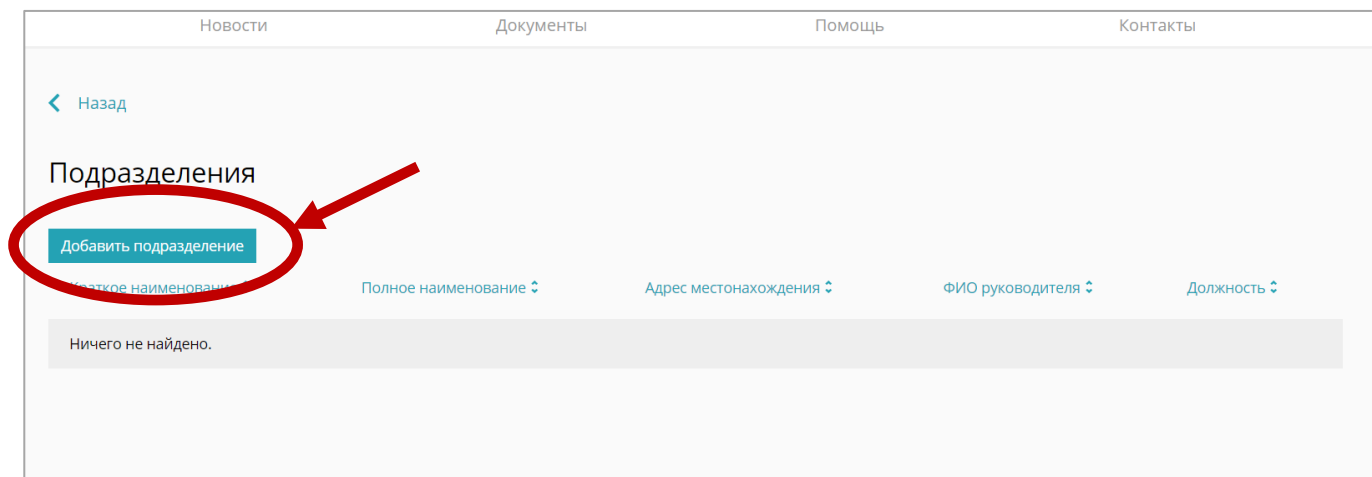 Новости Документы Помощь Контакты
Назад
Подразделения
Добавить подразделение
Краткое наименование Полное наименование Адрес местонахождения ФИО руководителя Должность
Ничего не найдено.